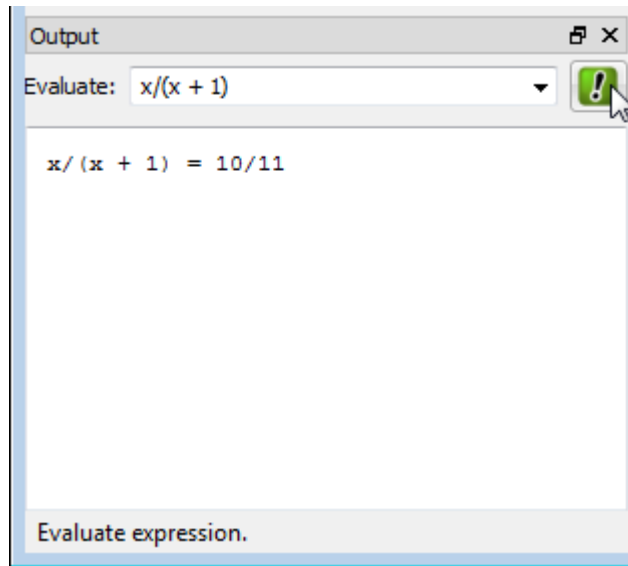 Output
Evaluate: x/(x + 1)
x/(x + 1) = 10/11
Evaluate expression.